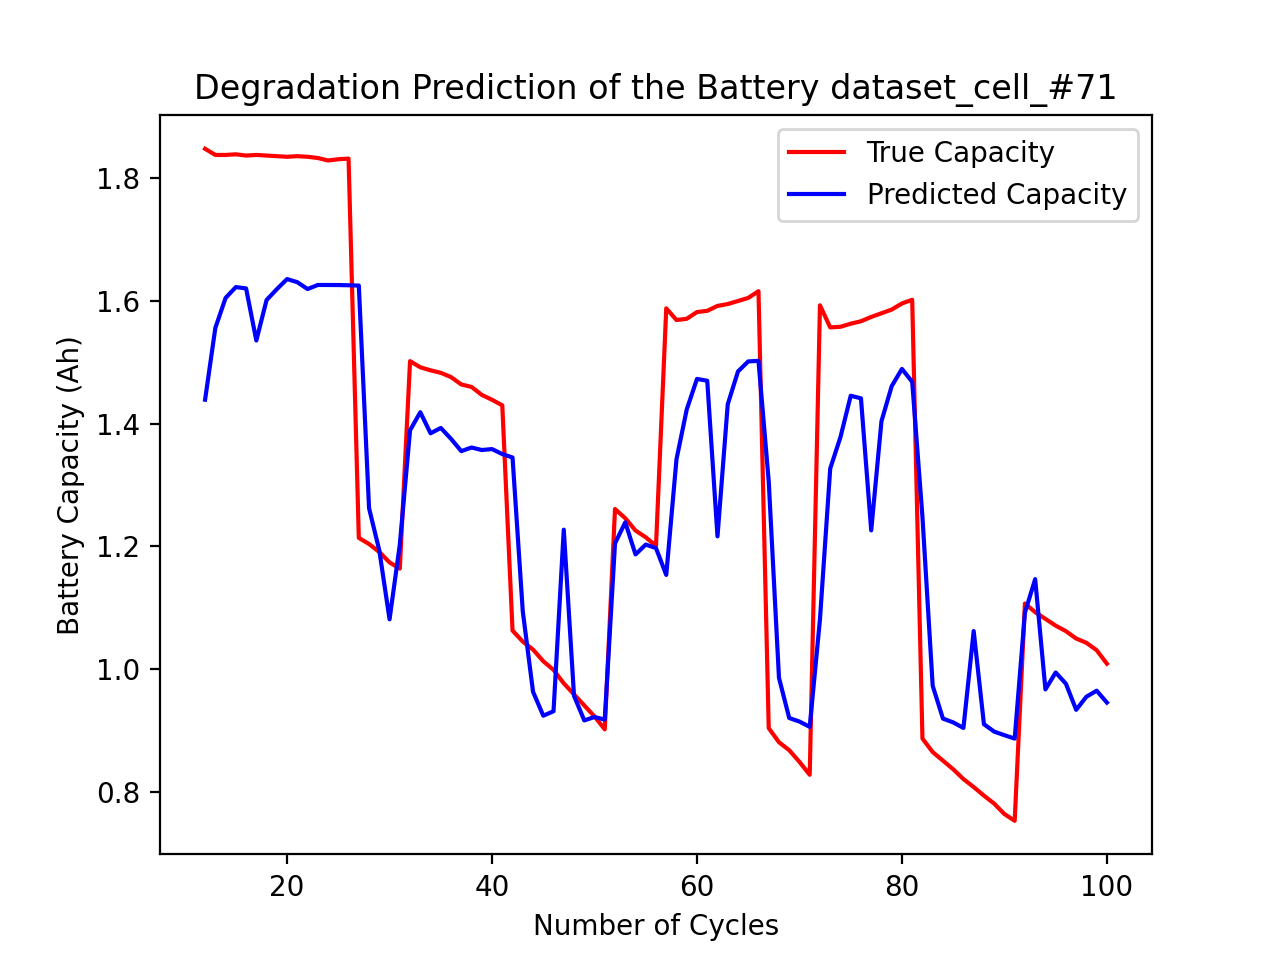 Degradation Prediction of the Battery dataset_cell_#71
True Capacity
Predicted Capacity
Battery Capacity (Ah)
1.8
1.6
1.4
1.2
1.0
0.8
20 40 60 80 100
Number of Cycles